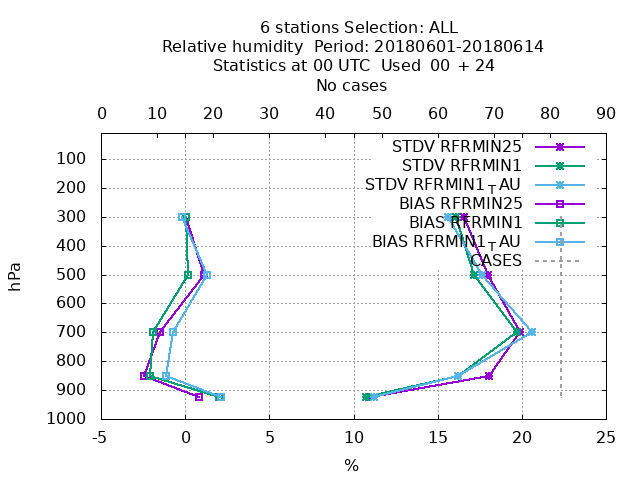 6 stations Selection: ALL
Relative humidity  Period: 20180601-20180614
Statistics at 00 UTC  Used  00 + 24
No cases
0 10 15 20 30 40 50 60 70 80 90
STDV RFRMIN25
STDV RFRMIN1
STDV RFRMIN1TAU
BIAS RFRMIN25
BIAS RFRMIN1
BIAS RFRMIN1TAU
CASES
100
200
300
400
500
600
700
800
900
1000
hPa
-5 0 5 10 15 20 25
%